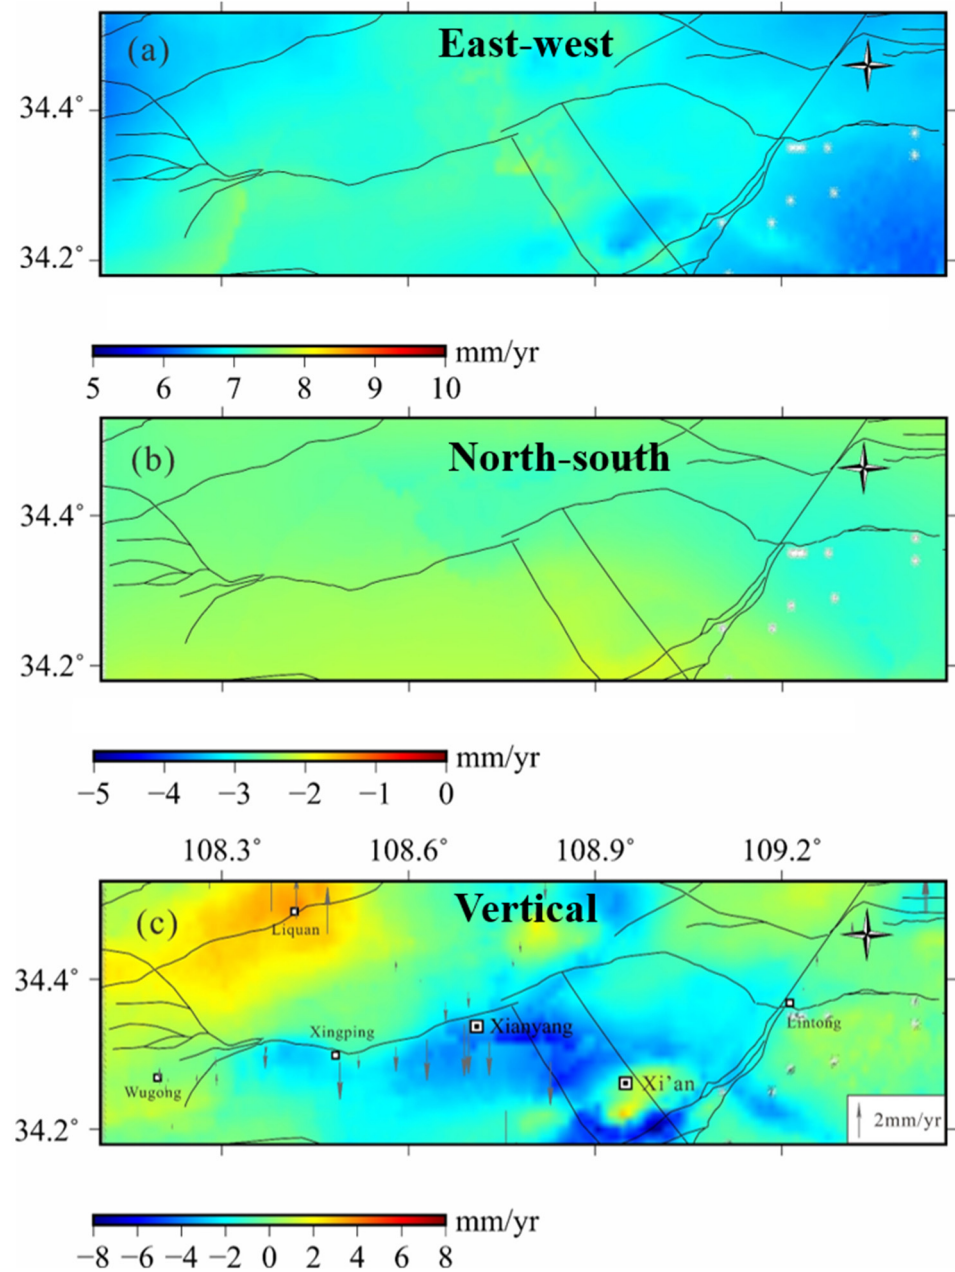 (a)
East-west
34.4°
34.2°
mm/yr
5 6 7 8 9 10
(b)
North-south
34.4°
34.2°
mm/yr
−5 −4 −3 −2 −1 0
108.3° 108.6° 108.9° 109.2°
(c)
Vertical
Liquan
34.4°
Xingping
Xianyang
Lintong
Wugong
Xi'an
2mm/yr
34.2°
mm/yr
−8 −6 −4 −2 0 2 4 6 8